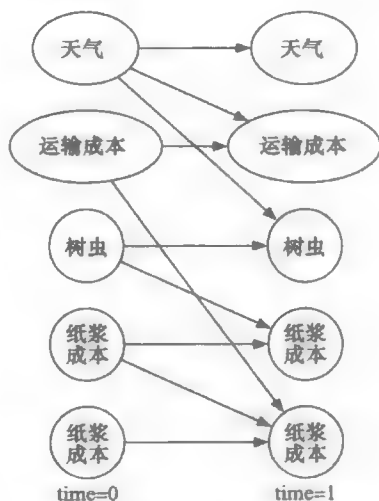 天气 天气
运输成本 运输成本
树虫 树虫
纸浆 纸浆
成本 成本
纸浆 纸浆
成本 成本
time=0 time=1